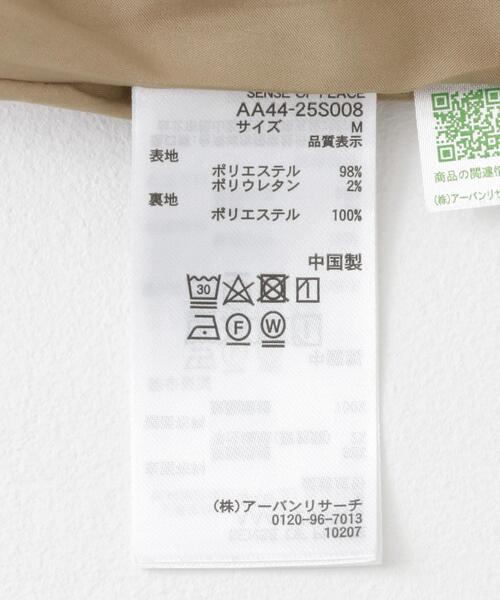 SENSE OF PLACE
AA44-25S008
サイズ M
品質表示
表地
ポリエステル 98%
ポリウレタン 2%
裏地
ポリエステル 100%
中国製
30
F W
(株)アーバンリサーチ
0120-96-7013
10207
商品の関連情
(株)アーバンリサ